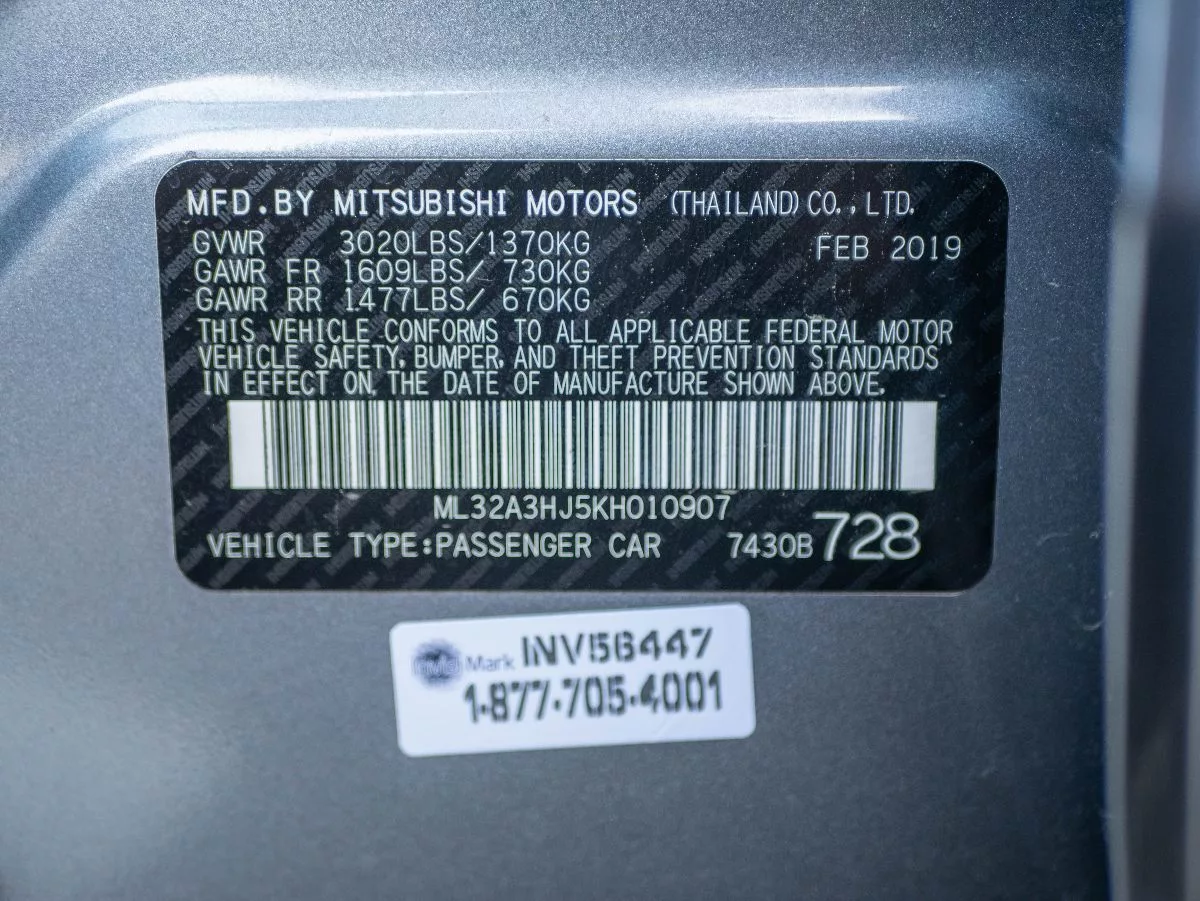 MFD.BY MITSUBISHI MOTORS (THAILAND) CO., LTD.
GVWR 3020LBS/1370KG FEB 2019
GAWR FR 1609LBS/ 730KG
GAWR RR 1477LBS/ 670KG
THIS VEHICLE CONFORMS TO ALL APPLICABLE FEDERAL MOTOR
VEHICLE SAFETY, BUMPER, AND THEFT PREVENTION STANDARDS
IN EFFECT ON THE DATE OF MANUFACTURE SHOWN ABOVE.
ML32A3HJ5KH010907
VEHICLE TYPE:PASSENGER CAR 7430B 728
Mark INV56447
1-877-705-4001